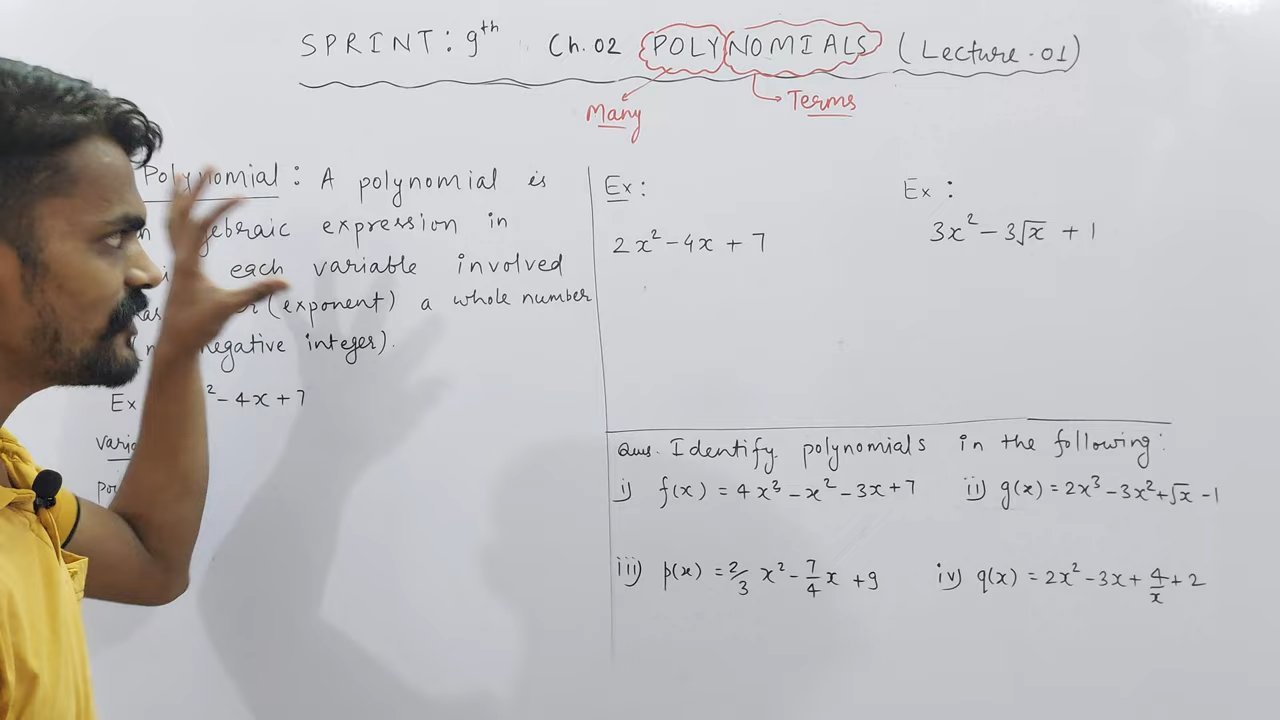 SPRINT: 9th Ch. 02 POLYNOMIALS (Lecture-01)
Many
Terms
Polynomial: A polynomial is
expression in
each variable involved
(exponent) a whole number
negative integer).
Ex
² - 4x + 7
Ex:
2x² - 4x + 7
Ex:
3x² - 3√x + 1
Ques. Identify polynomials in the following:
i) f(x) = 4x³ - x² - 3x + 7
ii) g(x) = 2x³ - 3x² + √x - 1
iii) p(x) = 2/3 x² - 7/4 x + 9
iv) q(x) = 2x² - 3x + 4/x + 2